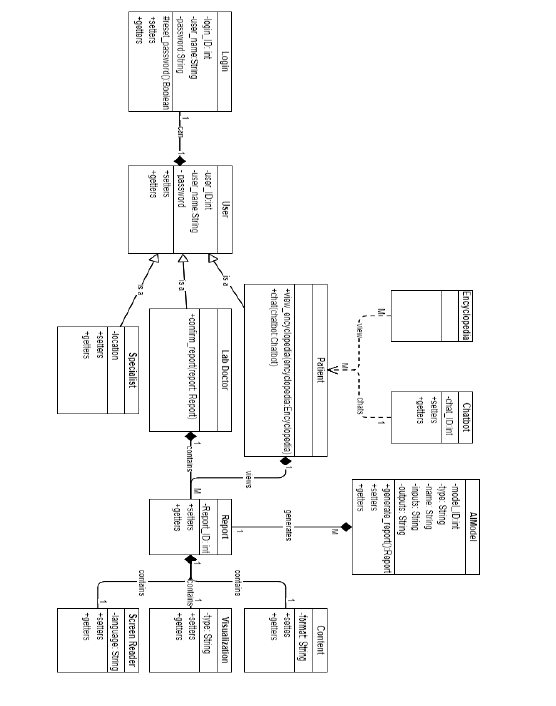 Login
-login_ID: int
-user_name:String
-password:String
#reset_password():Boolean
+setters
+getters
1
can
1
User
-user_ID:int
-user_name:String
- password
+setters
+getters
is a
is a
is a
Encyclopedia
Chatbot
-chat_ID:int
+setters
+getters
M
view
M
M
chats
1
Patient
+view_encyclopedia(encyclopedia:Encyclopedia)
+chat(chatbot:Chatbot)
Lab Doctor
+confirm_report(report: Report)
Specialist
-location
+setters
+getters
1
contains
1
views
M
AIModel
-model_ID:int
-type: String
-name: String
-inputs: String
-outputs: String
+generate_report():Report
+setters
+getters
M
generates
1
Report
-Report_ID: int
+setters
+getters
1
contains
1
contains
1
contains
1
Content
-format: String
+settes
+getters
Visualization
-type: String
+setters
+getters
Screen Reader
-language: String
+setters
+getters